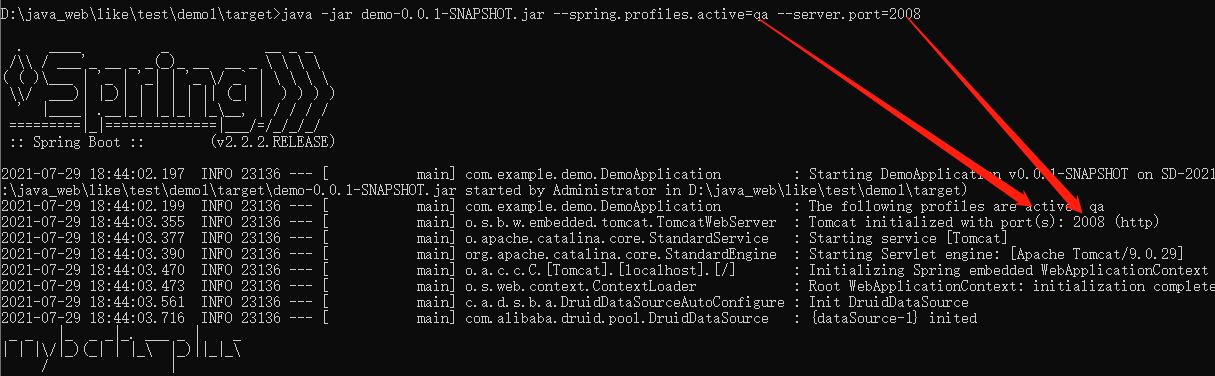 D:\java_web\like\test\demo1\target>java -jar demo-0.0.1-SNAPSHOT.jar --spring.profiles.active=qa --server.port=2008
Spring
:: Spring Boot :: (v2.2.2.RELEASE)
2021-07-29 18:44:02.197 INFO 23136 --- [ main] com.example.demo.DemoApplication : Starting DemoApplication v0.0.1-SNAPSHOT on SD-2021
:\java_web\like\test\demo1\target\demo-0.0.1-SNAPSHOT.jar started by Administrator in D:\java_web\like\test\demo1\target)
2021-07-29 18:44:02.199 INFO 23136 --- [ main] com.example.demo.DemoApplication : The following profiles are active: qa
2021-07-29 18:44:03.355 INFO 23136 --- [ main] o.s.b.w.embedded.tomcat.TomcatWebServer : Tomcat initialized with port(s): 2008 (http)
2021-07-29 18:44:03.377 INFO 23136 --- [ main] o.apache.catalina.core.StandardService : Starting service [Tomcat]
2021-07-29 18:44:03.390 INFO 23136 --- [ main] org.apache.catalina.core.StandardEngine : Starting Servlet engine: [Apache Tomcat/9.0.29]
2021-07-29 18:44:03.470 INFO 23136 --- [ main] o.a.c.c.C.[Tomcat].[localhost].[/] : Initializing Spring embedded WebApplicationContext
2021-07-29 18:44:03.473 INFO 23136 --- [ main] o.s.web.context.ContextLoader : Root WebApplicationContext: initialization complete
2021-07-29 18:44:03.561 INFO 23136 --- [ main] c.a.d.s.b.a.DruidDataSourceAutoConfigure : Init DruidDataSource
2021-07-29 18:44:03.716 INFO 23136 --- [ main] com.alibaba.druid.pool.DruidDataSource : {dataSource-1} inited
mybatis plus